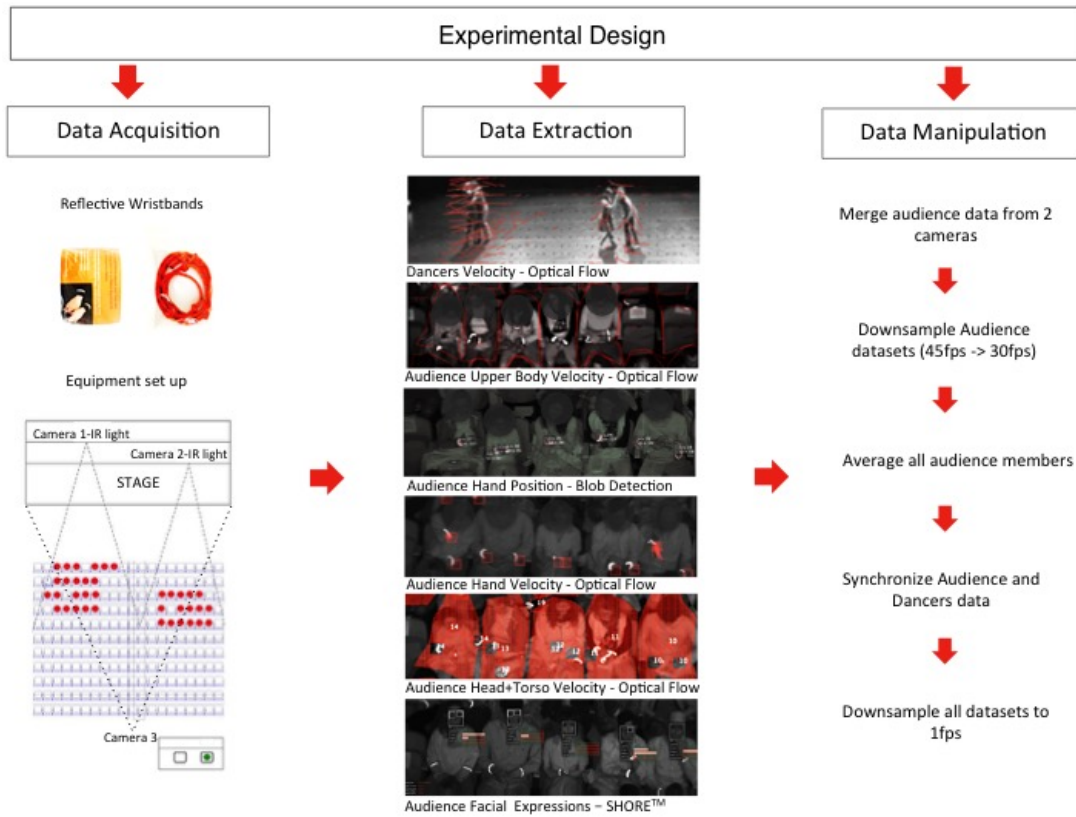 Experimental Design
Data Acquisition
Reflective Wristbands
Equipment set up
Camera 1-IR light
Camera 2-IR light
STAGE
Camera 3
Data Extraction
Dancers Velocity - Optical Flow
Audience Upper Body Velocity - Optical Flow
Audience Hand Position - Blob Detection
Audience Hand Velocity - Optical Flow
14
11
10
Audience Head+Torso Velocity - Optical Flow
Audience Facial Expressions – SHORE™
Data Manipulation
Merge audience data from 2
cameras
Downsample Audience
datasets (45fps -> 30fps)
Average all audience members
Synchronize Audience and
Dancers data
Downsample all datasets to
1fps